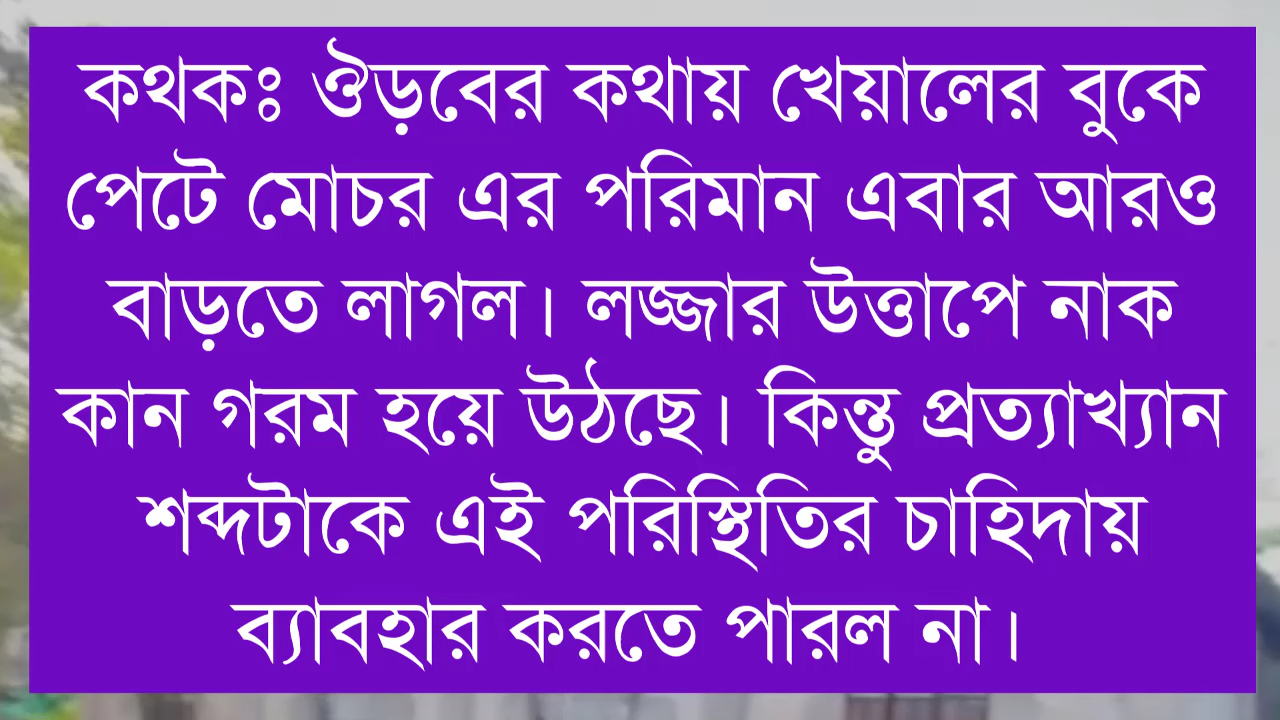 কথকঃ ঔড়বের কথায় খেয়ালের বুকে
পেটে মোচর এর পরিমান এবার আরও
বাড়তে লাগল। লজ্জার উত্তাপে নাক
কান গরম হয়ে উঠছে। কিন্তু প্রত্যাখ্যান
শব্দটাকে এই পরিস্থিতির চাহিদায়
ব্যাবহার করতে পারল না।